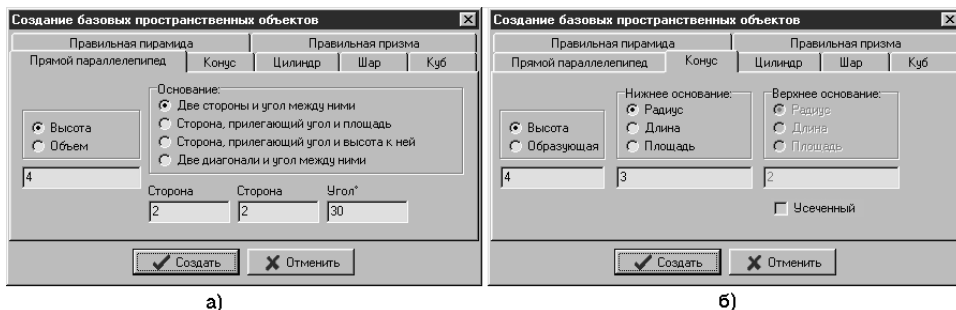 Создание базовых пространственных объектов
Правильная пирамида
Правильная призма
Прямой параллелепипед
Конус
Цилиндр
Шар
Куб
Высота
Объем
4
Основание:
Две стороны и угол между ними
Сторона, прилегающий угол и площадь
Сторона, прилегающий угол и высота к ней
Две диагонали и угол между ними
Сторона
Сторона
Угол°
2
2
30
Создать
Отменить
а)
Создание базовых пространственных объектов
Правильная пирамида
Правильная призма
Прямой параллелепипед
Конус
Цилиндр
Шар
Куб
Высота
Образующая
4
Нижнее основание:
Радиус
Длина
Площадь
3
Верхнее основание:
Радиус
Длина
Площадь
2
Усеченный
Создать
Отменить
б)